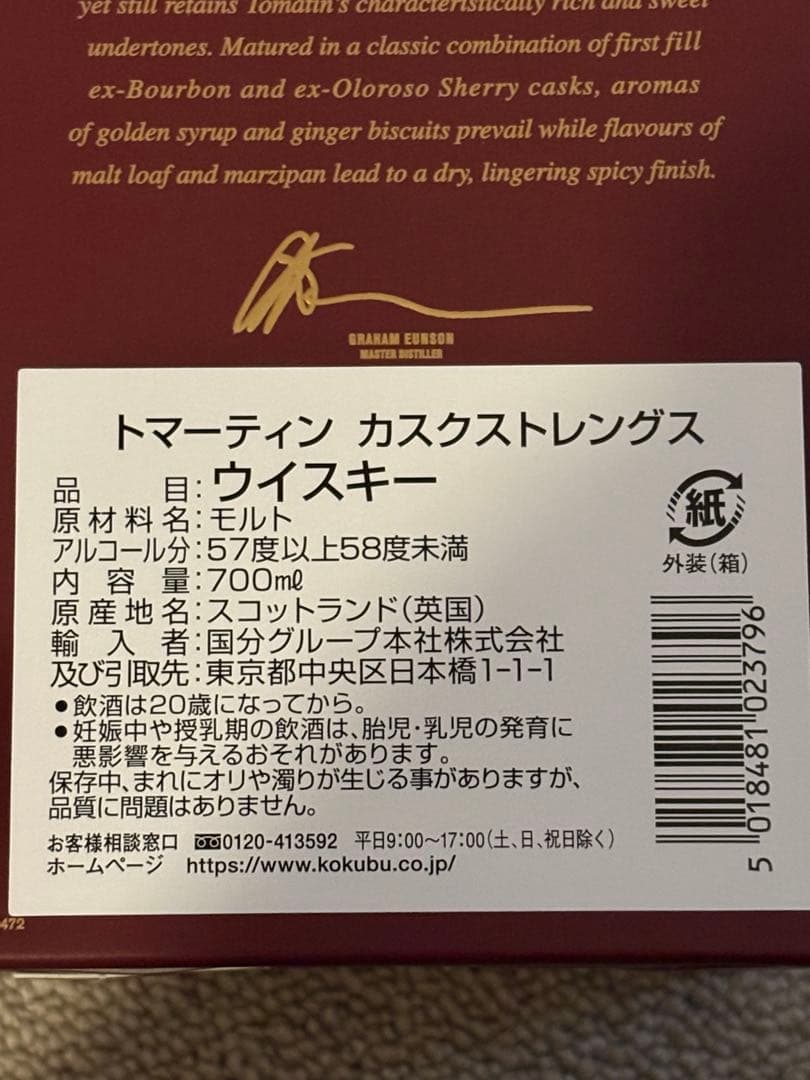 yet still retains Tomatin's characteristically rich and sweet
undertones. Matured in a classic combination of first fill
ex-Bourbon and ex-Oloroso Sherry casks, aromas
of golden syrup and ginger biscuits prevail while flavours of
malt loaf and marzipan lead to a dry, lingering spicy finish.
GRAHAM EUNSON
MASTER DISTILLER
トマーティン カスクストレングス
品目:ウイスキー
原材料名:モルト
アルコール分:57度以上58度未満
内容量:700㎖
原産地名:スコットランド(英国)
輸入者:国分グループ本社株式会社
及び引取先:東京都中央区日本橋1-1-1
●飲酒は20歳になってから。
●妊娠中や授乳期の飲酒は、胎児・乳児の発育に
悪影響を与えるおそれがあります。
保存中、まれにオリや濁りが生じる事がありますが、
品質に問題はありません。
お客様相談窓口 0120-413592 平日9:00〜17:00(土、日、祝日除く)
ホームページ https://www.kokubu.co.jp/
紙
外装(箱)
5 018481 023796
472